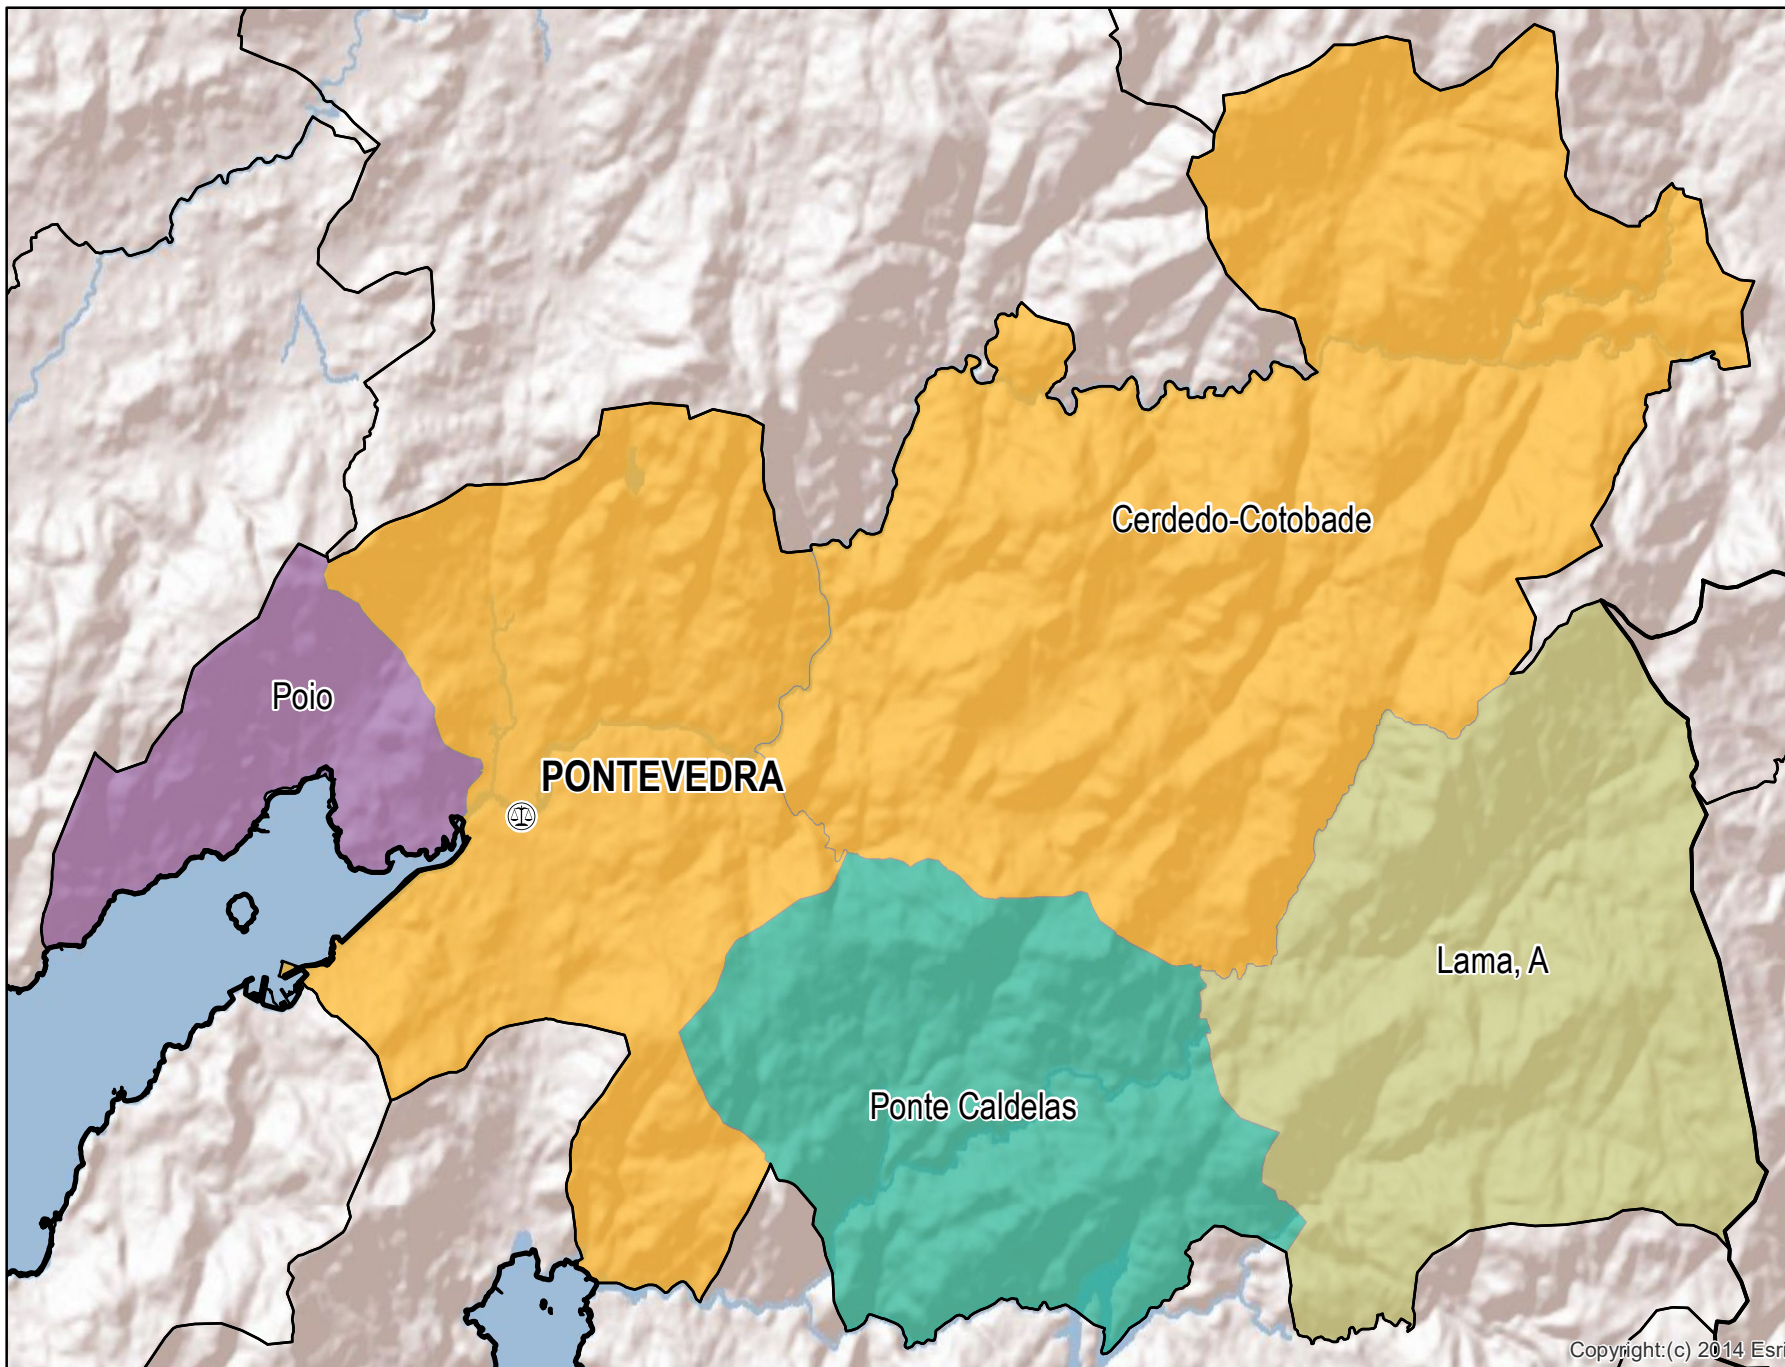 Cerdedo-Cotobade
Poio
PONTEVEDRA
Lama, A
Ponte Caldelas
Copyright:(c) 2014 Esri